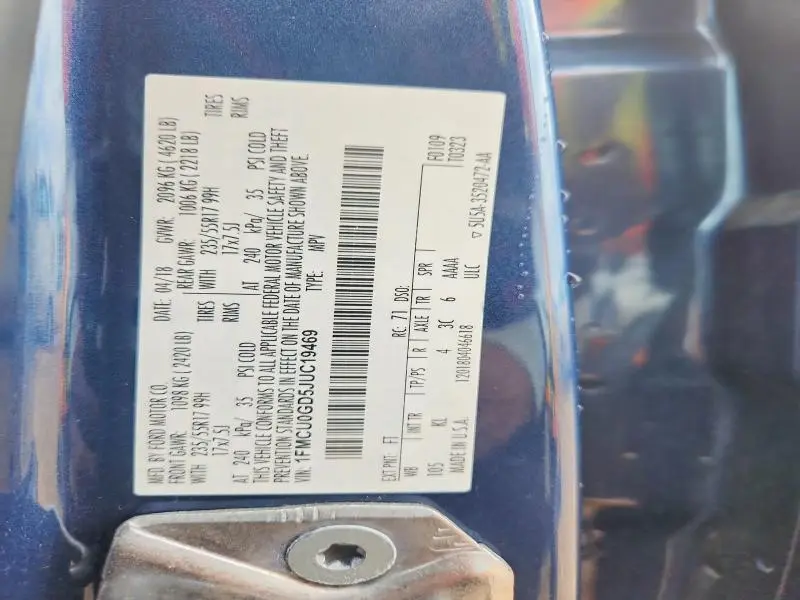 MFD. BY FORD MOTOR CO. DATE: 04/18 GVWR: 2096 KG ( 4620 LB)
FRONT GAWR: 1098 KG ( 2420 LB) REAR GAWR: 1006 KG ( 2218 LB)
WITH 235/55R17 99H TIRES WITH 235/55R17 99H TIRES
17x7.5J RIMS 17x7.5J RIMS
AT 240 kPa/ 35 PSI COLD AT 240 kPa/ 35 PSI COLD
THIS VEHICLE CONFORMS TO ALL APPLICABLE FEDERAL MOTOR VEHICLE SAFETY AND THEFT
PREVENTION STANDARDS IN EFFECT ON THE DATE OF MANUFACTURE SHOWN ABOVE.
VIN: 1FMCU0GD5JUC19469 TYPE: MPV
EXT PNT: FT RC: 71 DSO: F0109
WB INT TR TP/PS R AXLE TR SPR T0323
105 KL 4 3C 6 AAAA
MADE IN U.S.A. 1201804046618 ULC ▽ 5U5A-3520472-AA